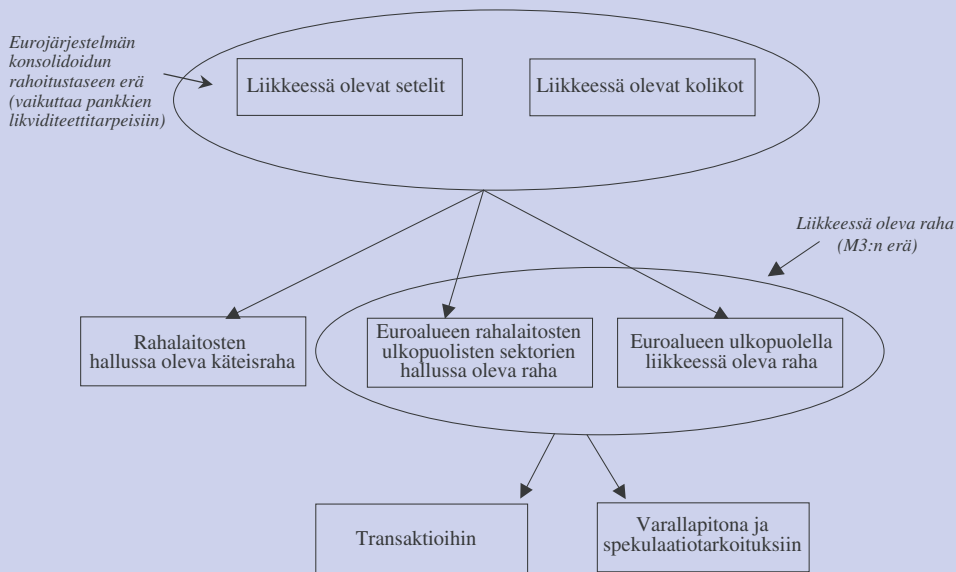 Eurojärjestelmän
konsolidoidun
rahoitustaseen erä
(vaikuttaa pankkien
likviditeettitarpeisiin)
Liikkeessä olevat setelit
Liikkeessä olevat kolikot
Liikkeessä oleva raha
(M3:n erä)
Rahalaitosten
hallussa oleva käteisraha
Euroalueen rahalaitosten
ulkopuolisten sektorien
hallussa oleva raha
Euroalueen ulkopuolella
liikkeessä oleva raha
Transaktioihin
Varallapitona ja
spekulaatiotarkoituksiin